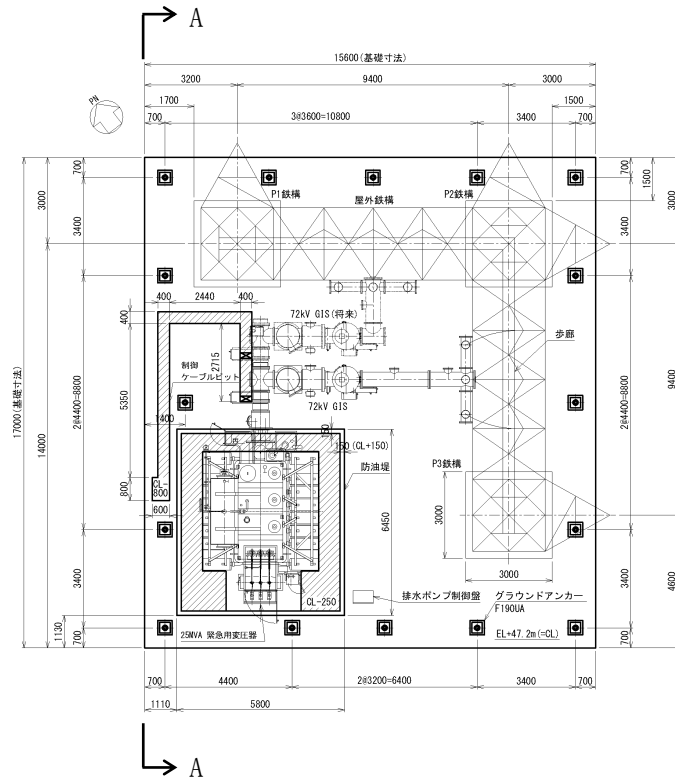 A
15600(基礎寸法)
3200
9400
3000
1700
1500
PN
700
3@3600=10800
3400
700
700
3000
3400
P1鉄構
屋外鉄構
P2鉄構
1500
700
3000
3400
400
2440
400
400
72kV GIS(将来)
歩廊
17000(基礎寸法)
14000
2@4400=8800
5350
制御
ケーブルピット
2715
72kV GIS
2@4400=8800
9400
1400
150
150(CL+150)
防油堤
P3鉄構
800
CL-
800
600
6450
3000
3000
3400
1130
700
CL-250
排水ポンプ制御盤
グラウンドアンカー
F190UA
25MVA 緊急用変圧器
EL+47.2m(=CL)
3400
4600
700
700
4400
2@3200=6400
3400
700
1110
5800
A